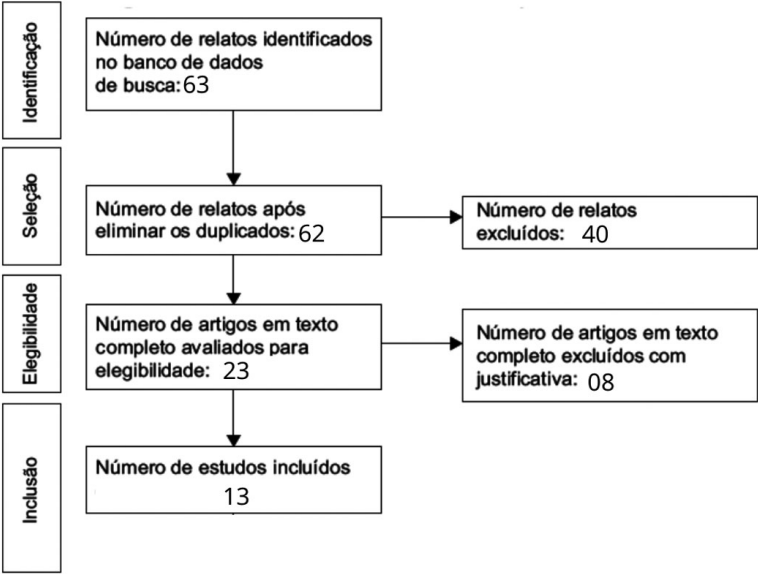 Identificação
Número de relatos identificados
no banco de dados
de busca: 63
Seleção
Número de relatos após
eliminar os duplicados: 62
Número de relatos
excluídos: 40
Elegibilidade
Número de artigos em texto
completo avaliados para
elegibilidade: 23
Número de artigos em texto
completo excluídos com
justificativa: 08
Inclusão
Número de estudos incluídos
13